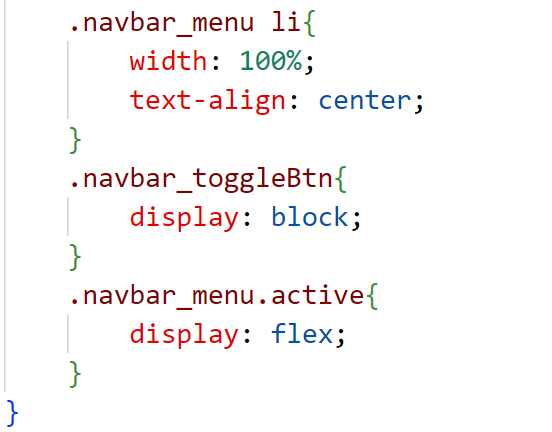 .navbar_menu li{
width: 100%;
text-align: center;
}
.navbar_toggleBtn{
display: block;
}
.navbar_menu.active{
display: flex;
}
}